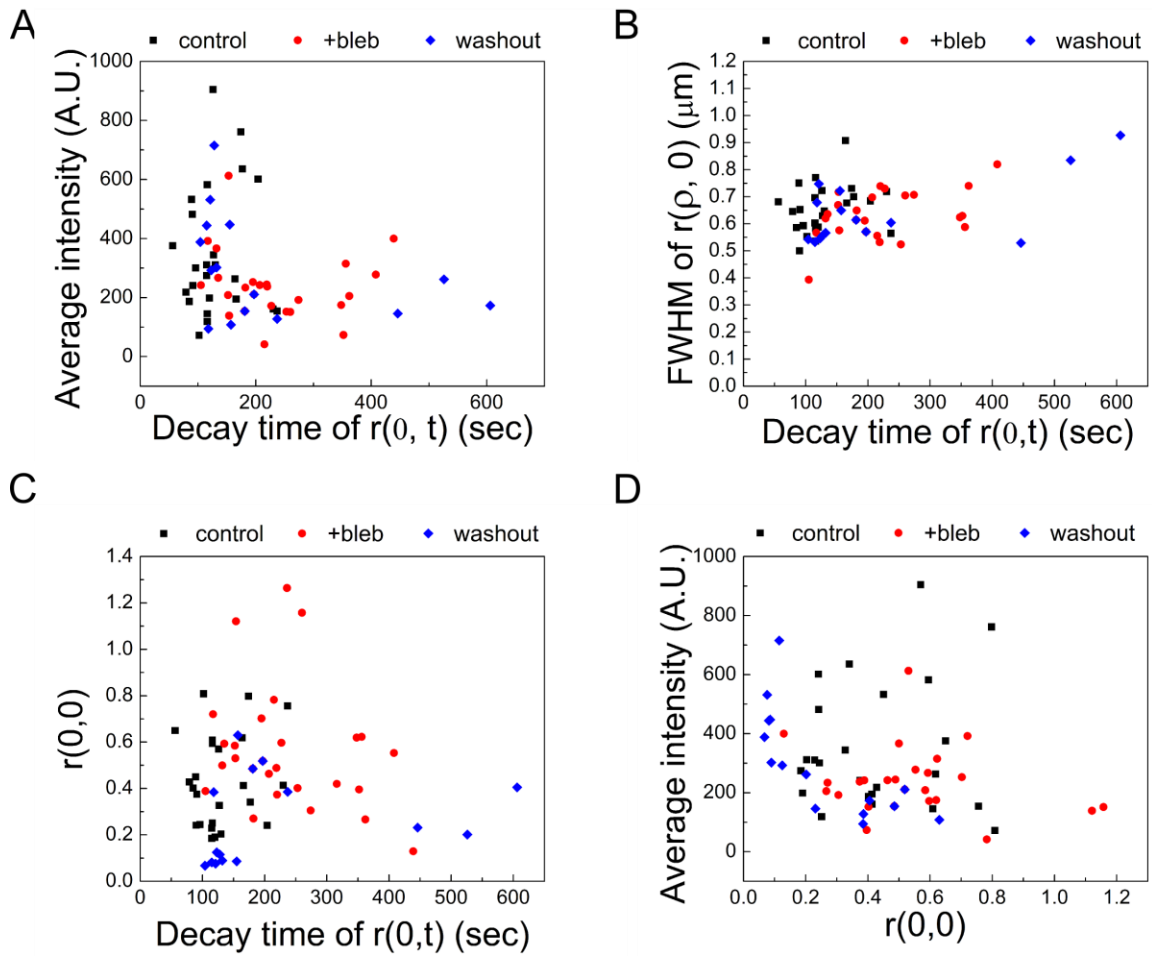 A
control +bleb washout
1000
800
600
400
200
0
Average intensity (A.U.)
0 200 400 600
Decay time of r(0, t) (sec)
B
control +bleb washout
1.2
1.1
1.0
0.9
0.8
0.7
0.6
0.5
0.4
0.3
0.2
0.1
0.0
FWHM of r(ρ, 0) (μm)
0 100 200 300 400 500 600
Decay time of r(0,t) (sec)
C
control +bleb washout
1.4
1.2
1.0
0.8
0.6
0.4
0.2
0.0
r(0,0)
0 100 200 300 400 500 600
Decay time of r(0,t) (sec)
D
control +bleb washout
1000
800
600
400
200
0
Average intensity (A.U.)
0.0 0.2 0.4 0.6 0.8 1.0 1.2
r(0,0)